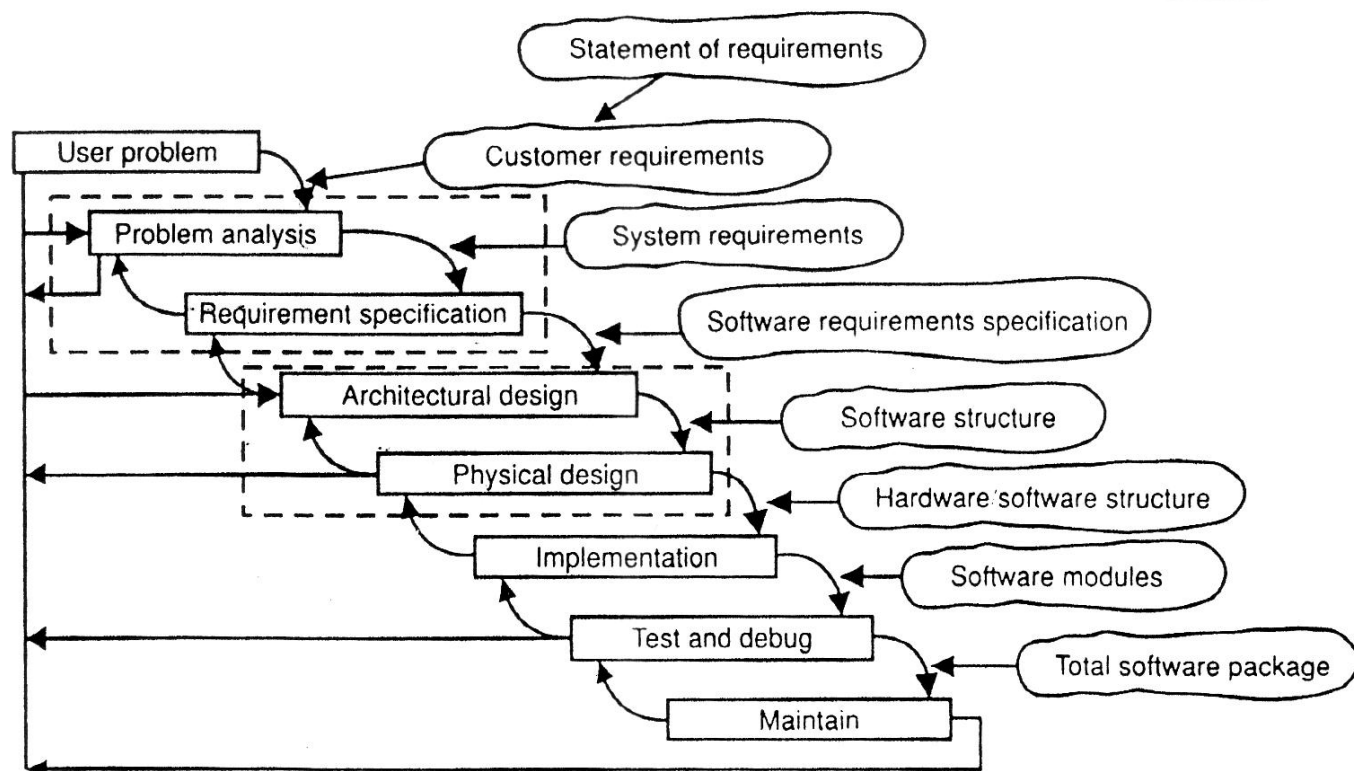 Statement of requirements
User problem
Customer requirements
Problem analysis
System requirements
Requirement specification
Software requirements specification
Architectural design
Software structure
Physical design
Hardware software structure
Implementation
Software modules
Test and debug
Total software package
Maintain